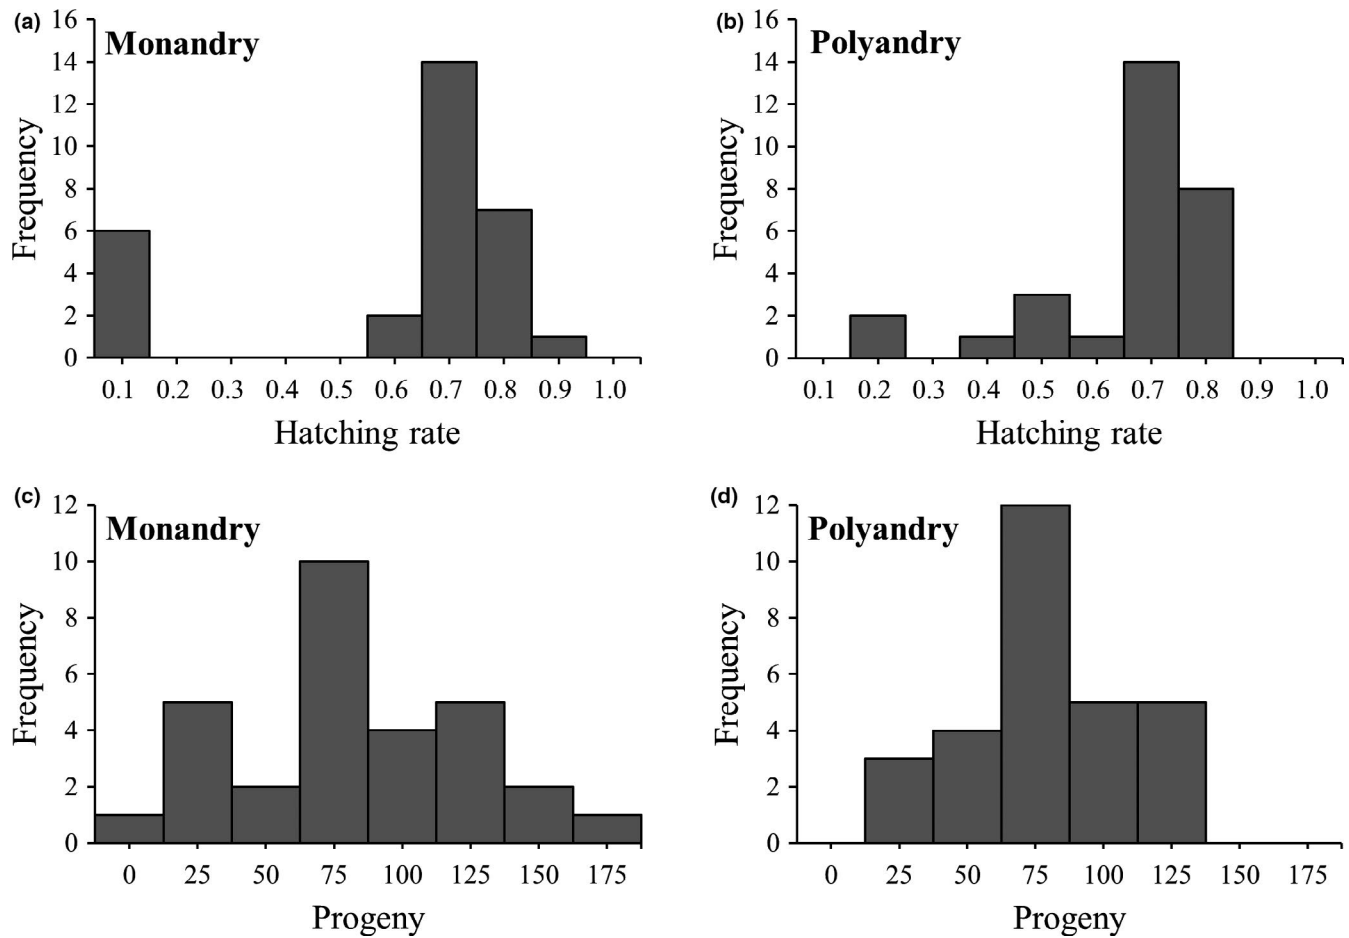 (a)
Monandry
Frequency
16
14
12
10
8
6
4
2
0
0.1 0.2 0.3 0.4 0.5 0.6 0.7 0.8 0.9 1.0
Hatching rate
(b)
Polyandry
Frequency
16
14
12
10
8
6
4
2
0
0.1 0.2 0.3 0.4 0.5 0.6 0.7 0.8 0.9 1.0
Hatching rate
(c)
Monandry
Frequency
12
10
8
6
4
2
0
0 25 50 75 100 125 150 175
Progeny
(d)
Polyandry
Frequency
12
10
8
6
4
2
0
0 25 50 75 100 125 150 175
Progeny